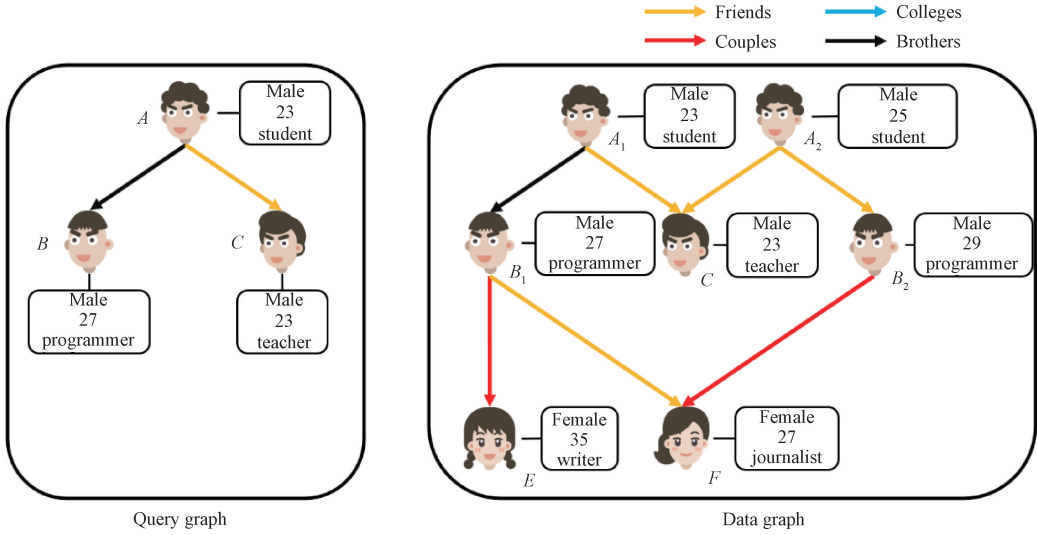 Friends
Colleges
Couples
Brothers
A
Male
23
student
B
C
Male
27
programmer
Male
23
teacher
Query graph
A1
Male
23
student
A2
Male
25
student
B1
Male
27
programmer
C
Male
23
teacher
B2
Male
29
programmer
E
Female
35
writer
F
Female
27
journalist
Data graph